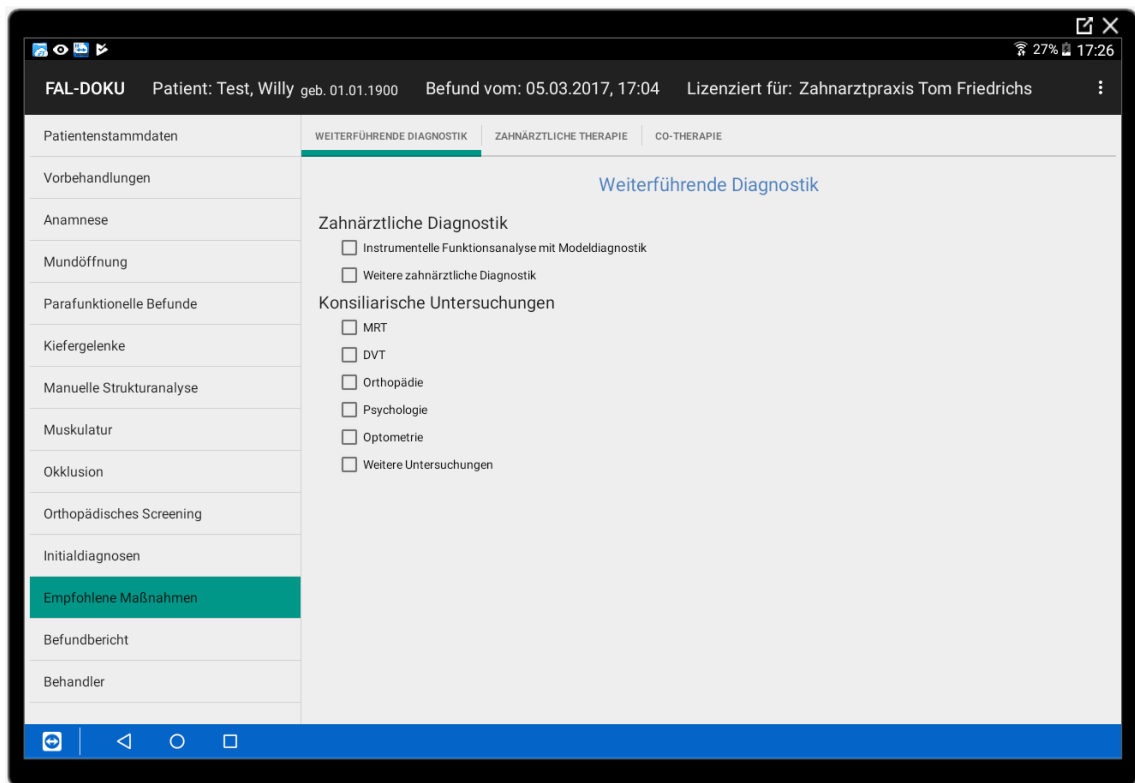 27% 17:26
FAL-DOKU Patient: Test, Willy geb. 01.01.1900 Befund vom: 05.03.2017, 17:04 Lizenziert für: Zahnarztpraxis Tom Friedrichs
Patientenstammdaten
Vorbehandlungen
Anamnese
Mundöffnung
Parafunktionelle Befunde
Kiefergelenke
Manuelle Strukturanalyse
Muskulatur
Okklusion
Orthopädisches Screening
Initialdiagnosen
Empfohlene Maßnahmen
Befundbericht
Behandler
WEITERFÜHRENDE DIAGNOSTIK ZAHNÄRZTLICHE THERAPIE CO-THERAPIE
Weiterführende Diagnostik
Zahnärztliche Diagnostik
Instrumentelle Funktionsanalyse mit Modeldiagnostik
Weitere zahnärztliche Diagnostik
Konsiliarische Untersuchungen
MRT
DVT
Orthopädie
Psychologie
Optometrie
Weitere Untersuchungen